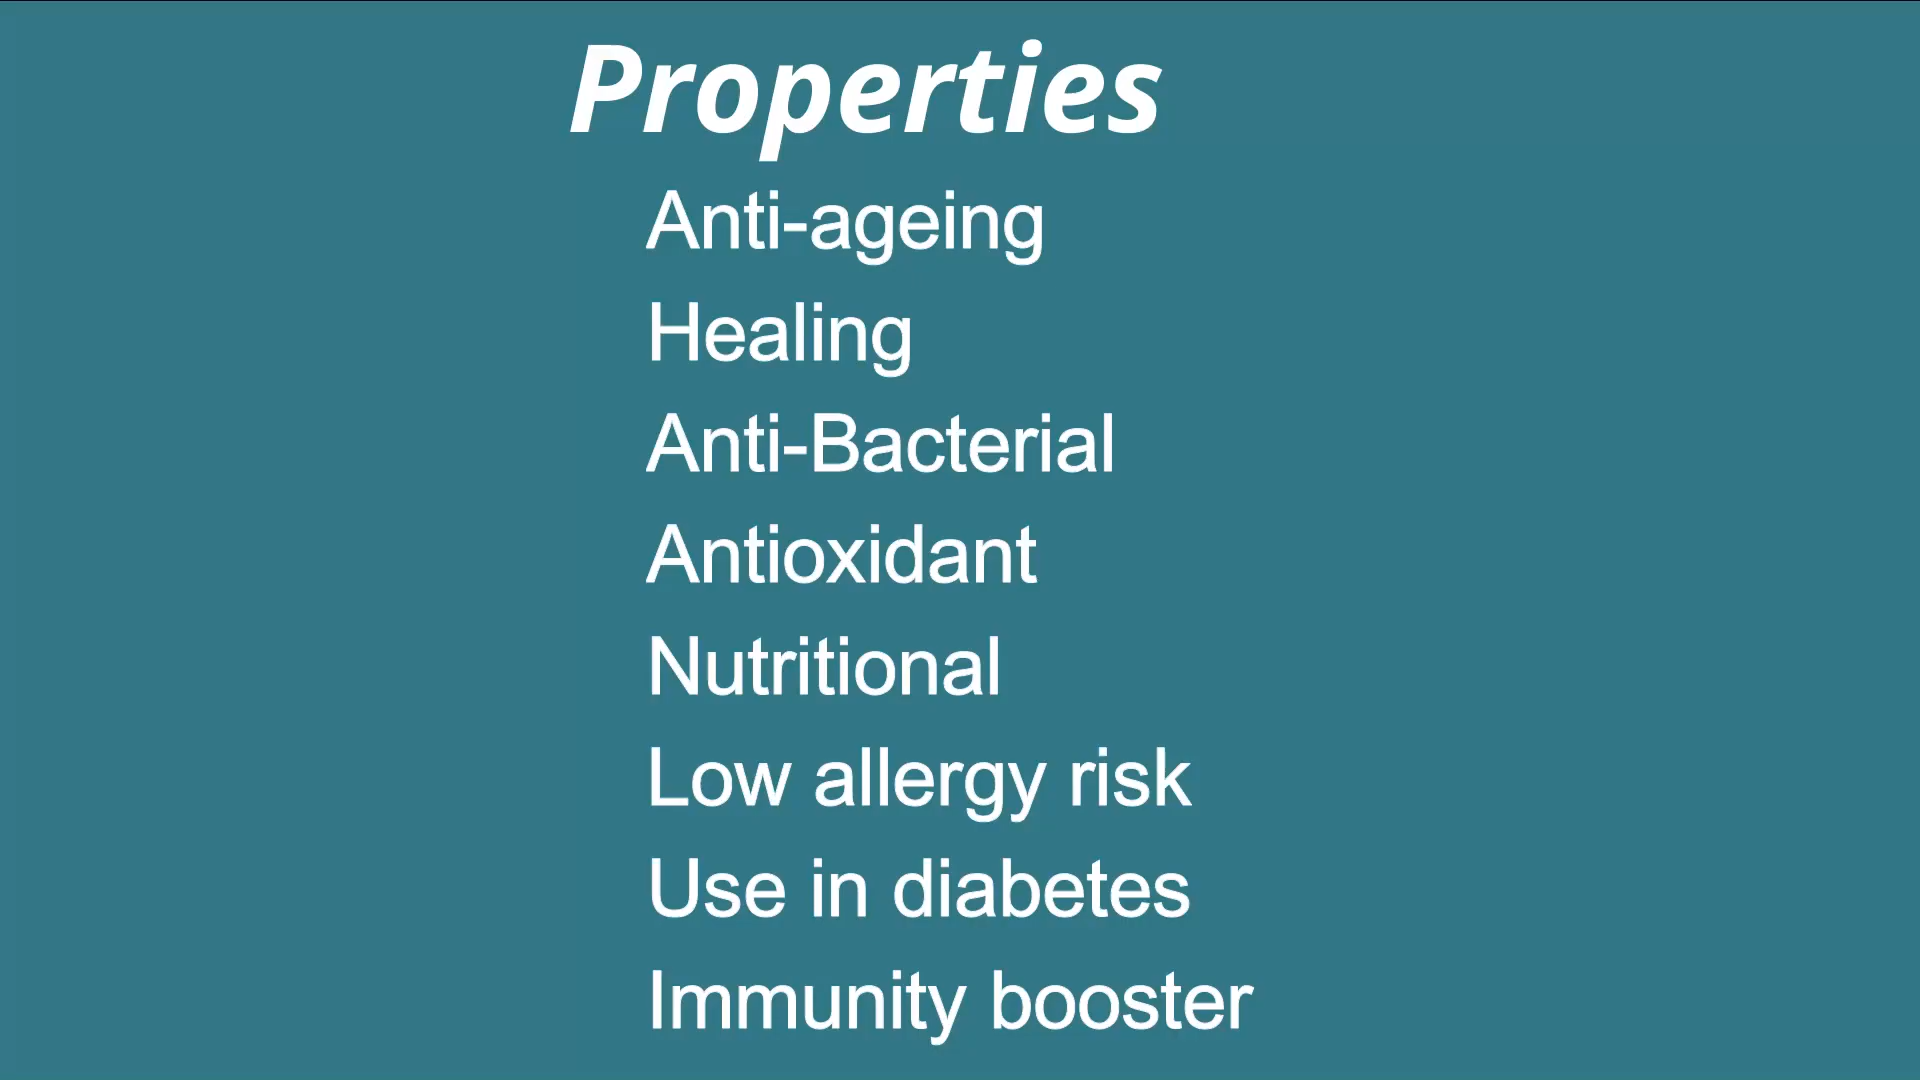 Properties
Anti-ageing
Healing
Anti-Bacterial
Antioxidant
Nutritional
Low allergy risk
Use in diabetes
Immunity booster